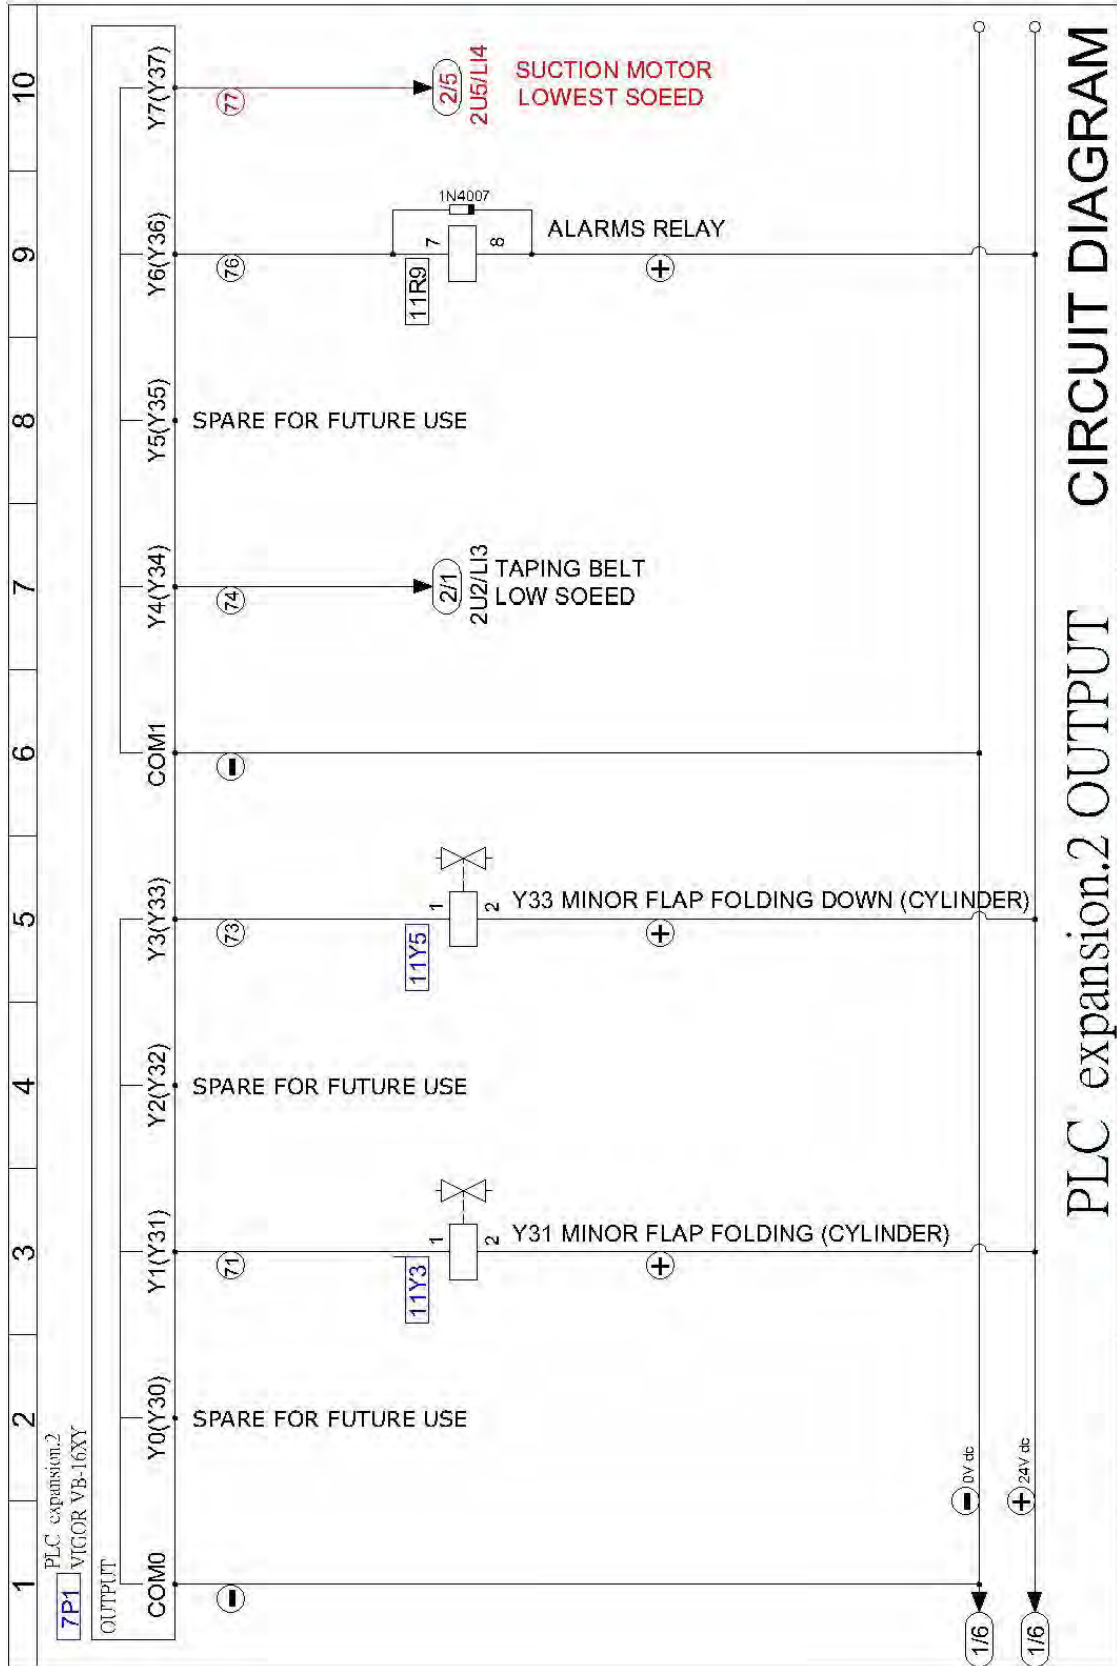 1 2 3 4 5 6 7 8 9 10
7P1
PLC expansion.2
VIGOR VB-16XY
OUTPUT
COM0
Y0(Y30)
Y1(Y31)
Y2(Y32)
Y3(Y33)
COM1
Y4(Y34)
Y5(Y35)
Y6(Y36)
Y7(Y37)
71
73
74
76
77
SPARE FOR FUTURE USE
11Y3
1
2
Y31 MINOR FLAP FOLDING (CYLINDER)
SPARE FOR FUTURE USE
11Y5
1
2
Y33 MINOR FLAP FOLDING DOWN (CYLINDER)
2/1
2U2/LI3
TAPING BELT
LOW SOEED
SPARE FOR FUTURE USE
11R9
7
8
1N4007
ALARMS RELAY
2/5
2U5/LI4
SUCTION MOTOR
LOWEST SOEED
0V dc
24V dc
1/6
1/6
PLC expansion.2 OUTPUT
CIRCUIT DIAGRAM